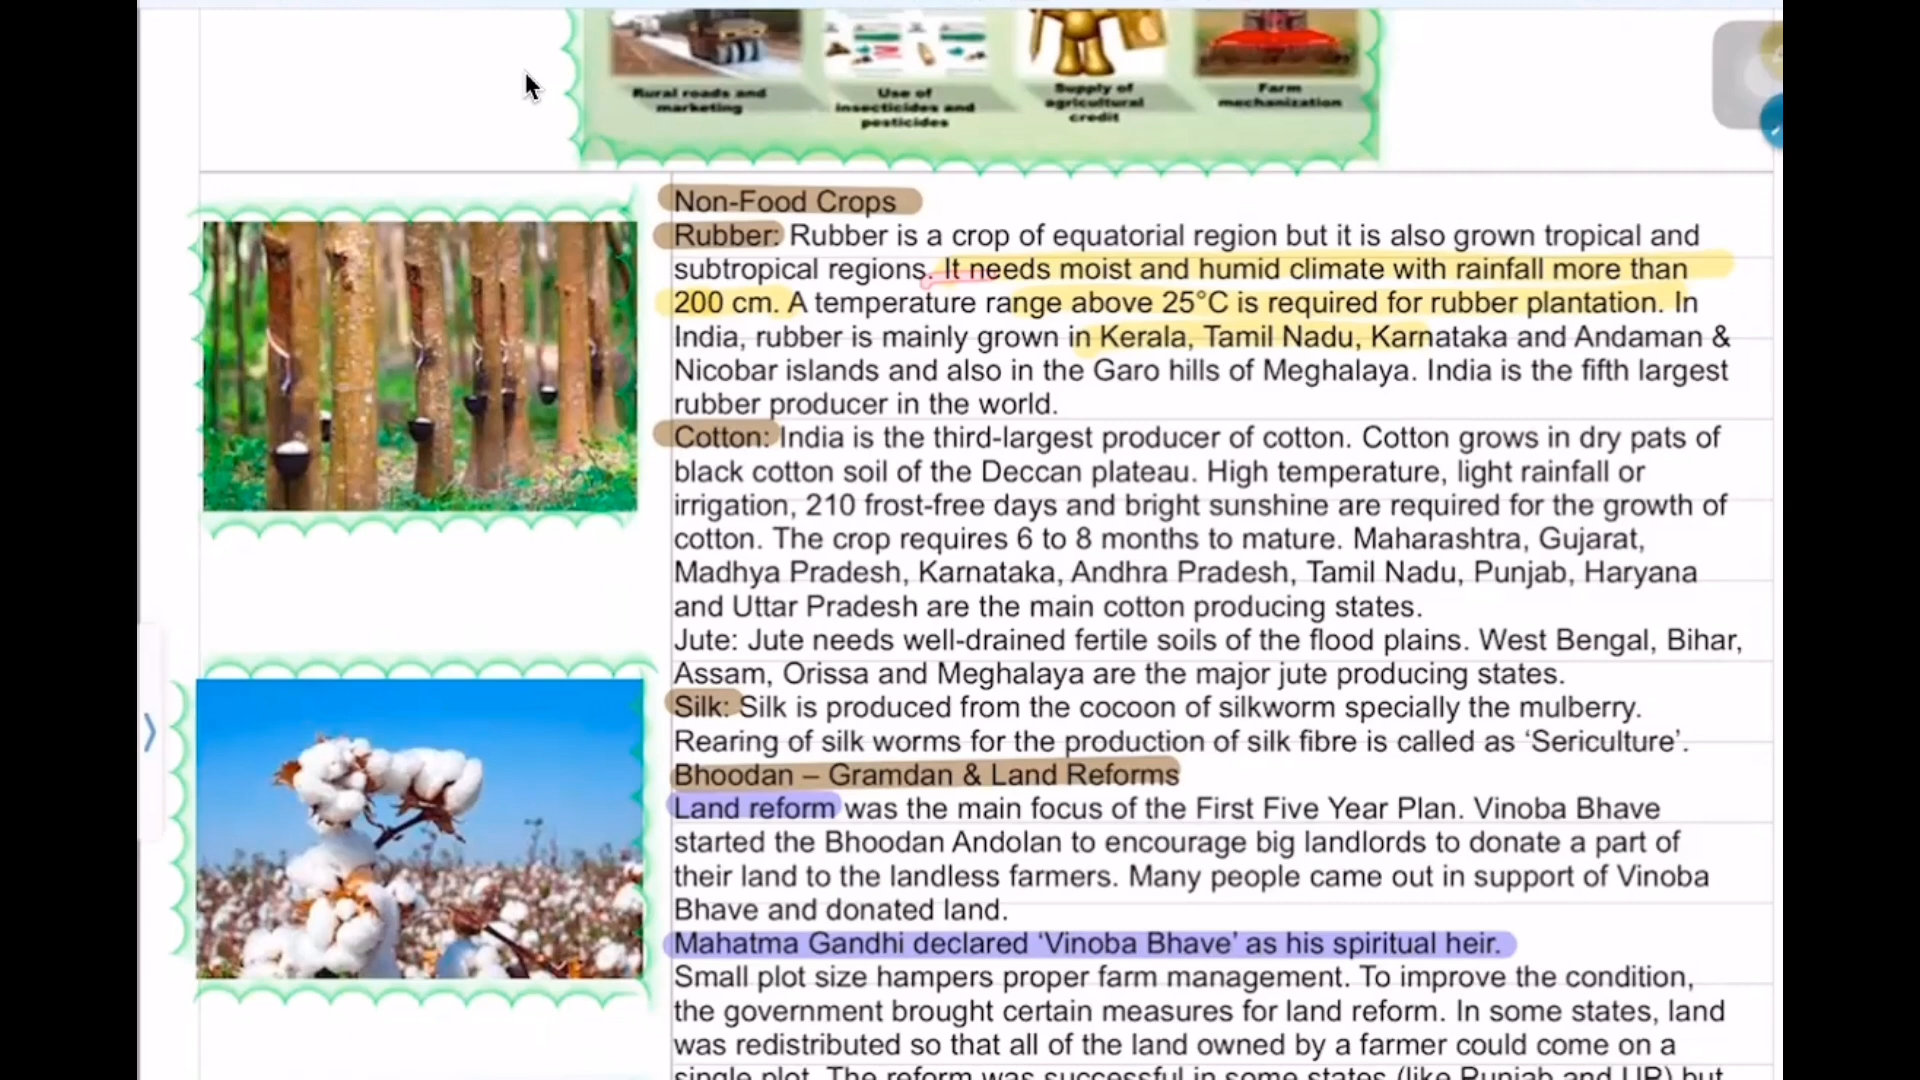 Rural roads and
marketing
Use of
insecticides and
pesticides
Supply of
agricultural
credit
Farm
mechanization
Non-Food Crops
Rubber: Rubber is a crop of equatorial region but it is also grown tropical and
subtropical regions. It needs moist and humid climate with rainfall more than
200 cm. A temperature range above 25°C is required for rubber plantation. In
India, rubber is mainly grown in Kerala, Tamil Nadu, Karnataka and Andaman &
Nicobar islands and also in the Garo hills of Meghalaya. India is the fifth largest
rubber producer in the world.
Cotton: India is the third-largest producer of cotton. Cotton grows in dry pats of
black cotton soil of the Deccan plateau. High temperature, light rainfall or
irrigation, 210 frost-free days and bright sunshine are required for the growth of
cotton. The crop requires 6 to 8 months to mature. Maharashtra, Gujarat,
Madhya Pradesh, Karnataka, Andhra Pradesh, Tamil Nadu, Punjab, Haryana
and Uttar Pradesh are the main cotton producing states.
Jute: Jute needs well-drained fertile soils of the flood plains. West Bengal, Bihar,
Assam, Orissa and Meghalaya are the major jute producing states.
Silk: Silk is produced from the cocoon of silkworm specially the mulberry.
Rearing of silk worms for the production of silk fibre is called as ‘Sericulture’.
Bhoodan – Gramdan & Land Reforms
Land reform was the main focus of the First Five Year Plan. Vinoba Bhave
started the Bhoodan Andolan to encourage big landlords to donate a part of
their land to the landless farmers. Many people came out in support of Vinoba
Bhave and donated land.
Mahatma Gandhi declared ‘Vinoba Bhave’ as his spiritual heir.
Small plot size hampers proper farm management. To improve the condition,
the government brought certain measures for land reform. In some states, land
was redistributed so that all of the land owned by a farmer could come on a
single plot. The reform was successful in some states (like Punjab and UP) but